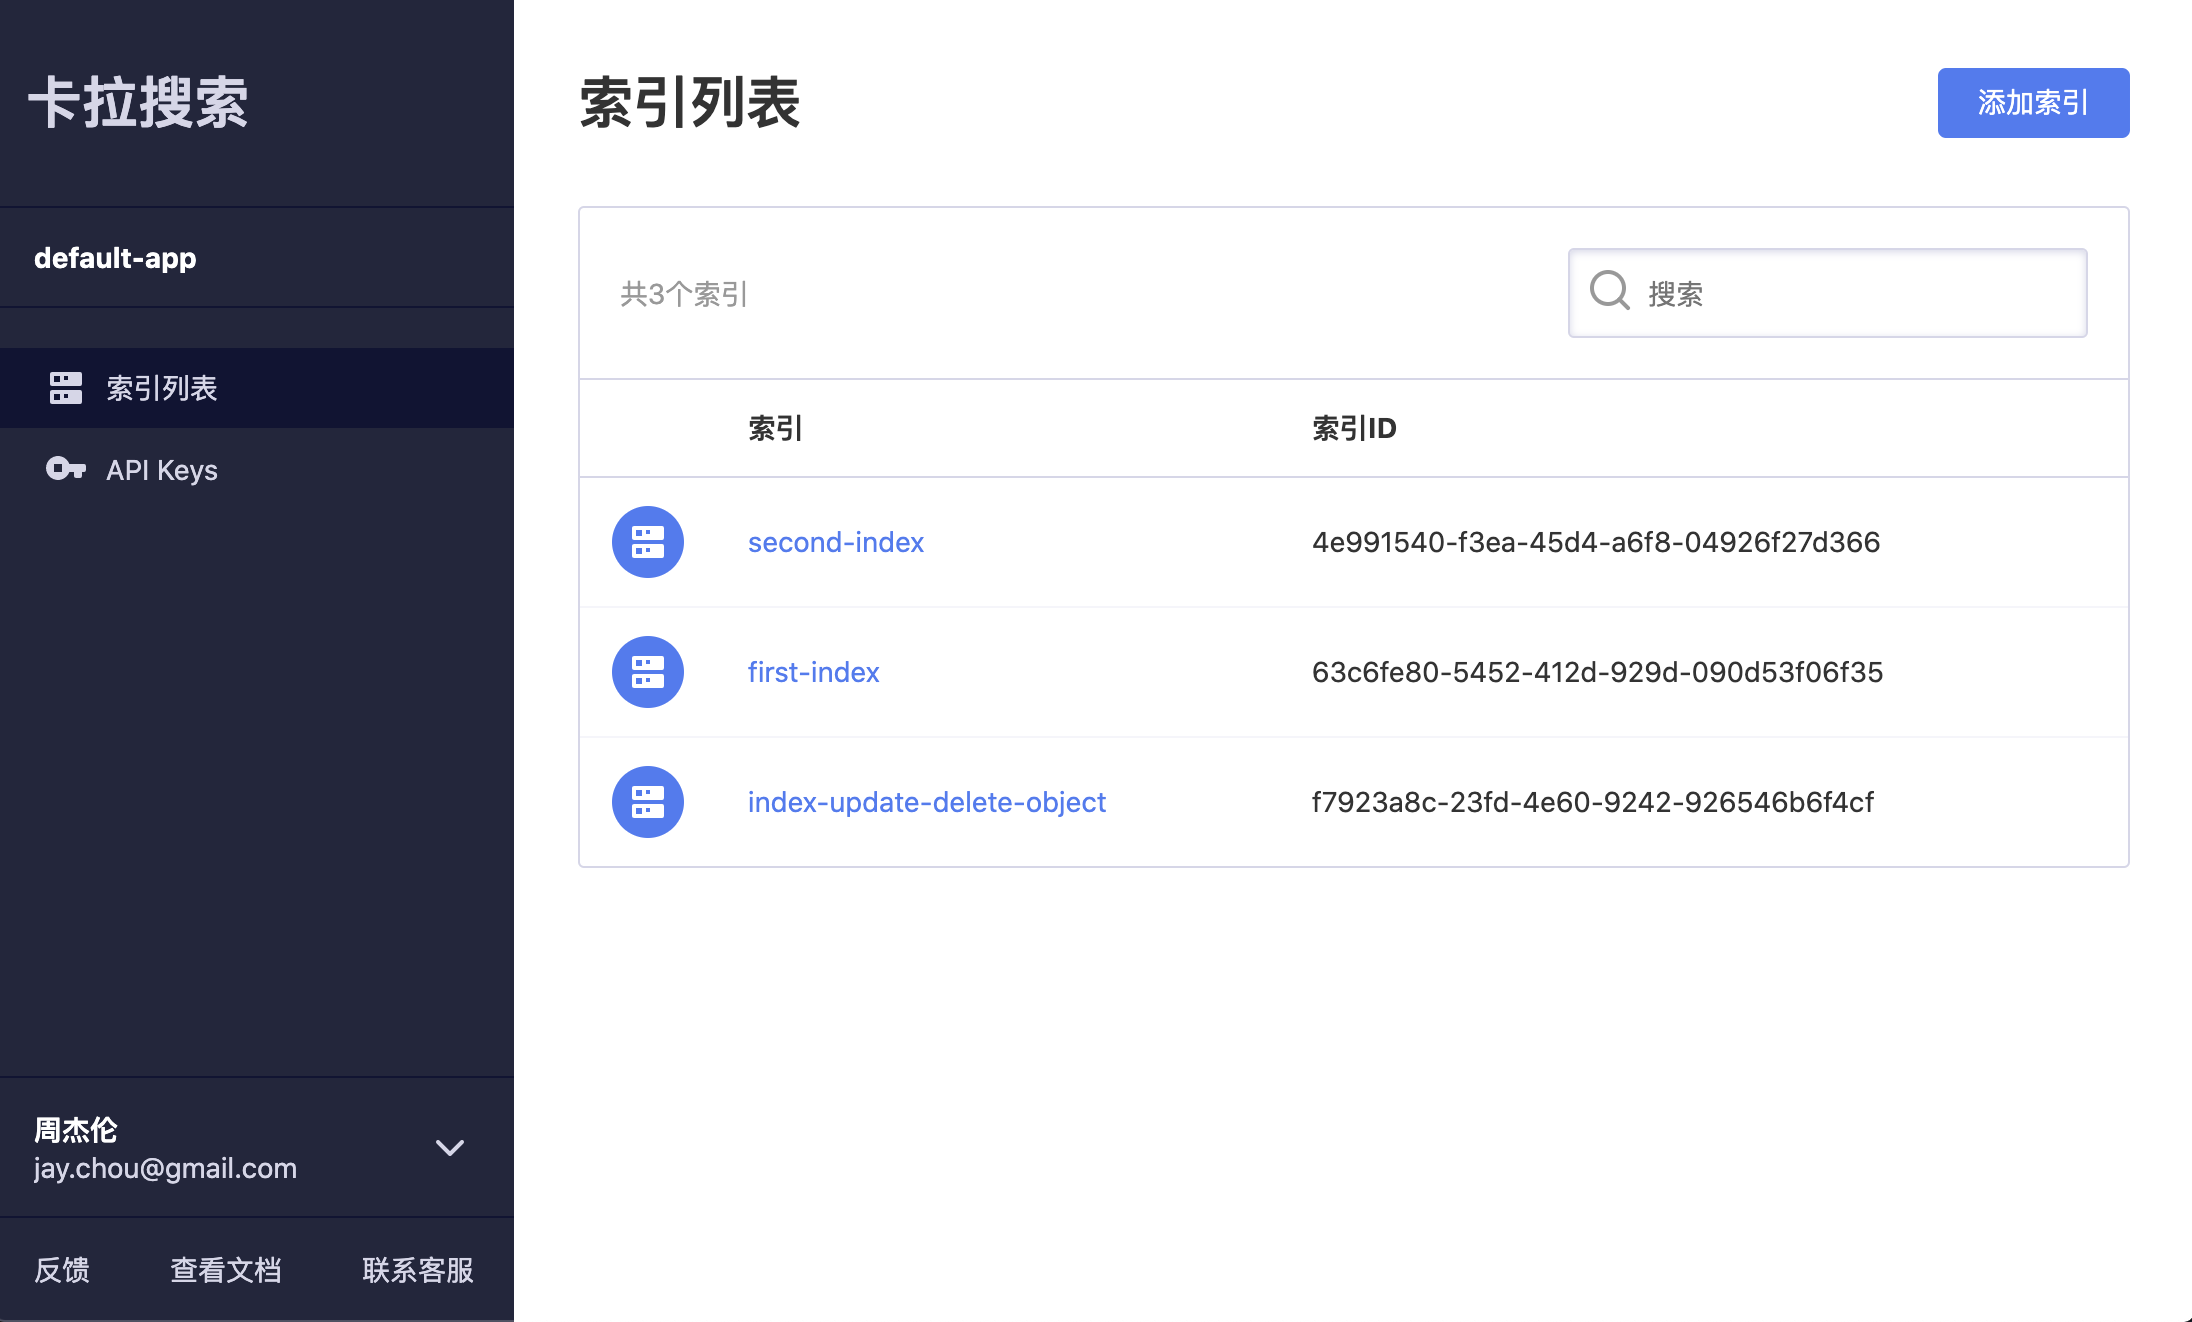 卡拉搜索
default-app
索引列表
API Keys
周杰伦
jay.chou@gmail.com
反馈 查看文档 联系客服
索引列表
添加索引
共3个索引
搜索
索引 索引ID
second-index 4e991540-f3ea-45d4-a6f8-04926f27d366
first-index 63c6fe80-5452-412d-929d-090d53f06f35
index-update-delete-object f7923a8c-23fd-4e60-9242-926546b6f4cf